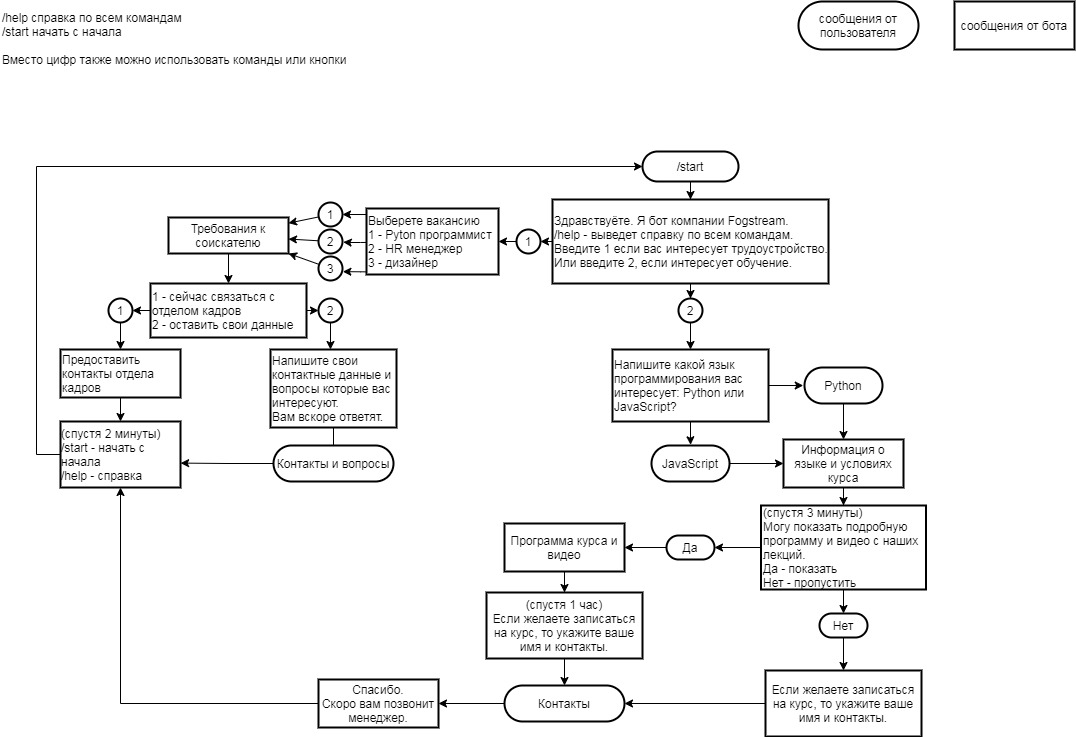 /help справка по всем командам
/start начать с начала
Вместо цифр также можно использовать команды или кнопки
сообщения от
пользователя
сообщения от бота
/start
Здравствуёте. Я бот компании Fogstream.
/help - выведет справку по всем командам.
Введите 1 если вас интересует трудоустройство.
Или введите 2, если интересует обучение.
1
Выберете вакансию
1 - Pyton программист
2 - HR менеджер
3 - дизайнер
1
2
3
Требования к
соискателю
1 - сейчас связаться с
отделом кадров
2 - оставить свои данные
1
2
Предоставить
контакты отдела
кадров
Напишите свои
контактные данные и
вопросы которые вас
интересуют.
Вам вскоре ответят.
(спустя 2 минуты)
/start - начать с
начала
/help - справка
Контакты и вопросы
2
Напишите какой язык
программирования вас
интересует: Python или
JavaScript?
Python
JavaScript
Информация о
языке и условиях
курса
(спустя 3 минуты)
Могу показать подробную
программу и видео с наших
лекций.
Да - показать
Нет - пропустить
Да
Программа курса и
видео
(спустя 1 час)
Если желаете записаться
на курс, то укажите ваше
имя и контакты.
Нет
Если желаете записаться
на курс, то укажите ваше
имя и контакты.
Контакты
Спасибо.
Скоро вам позвонит
менеджер.